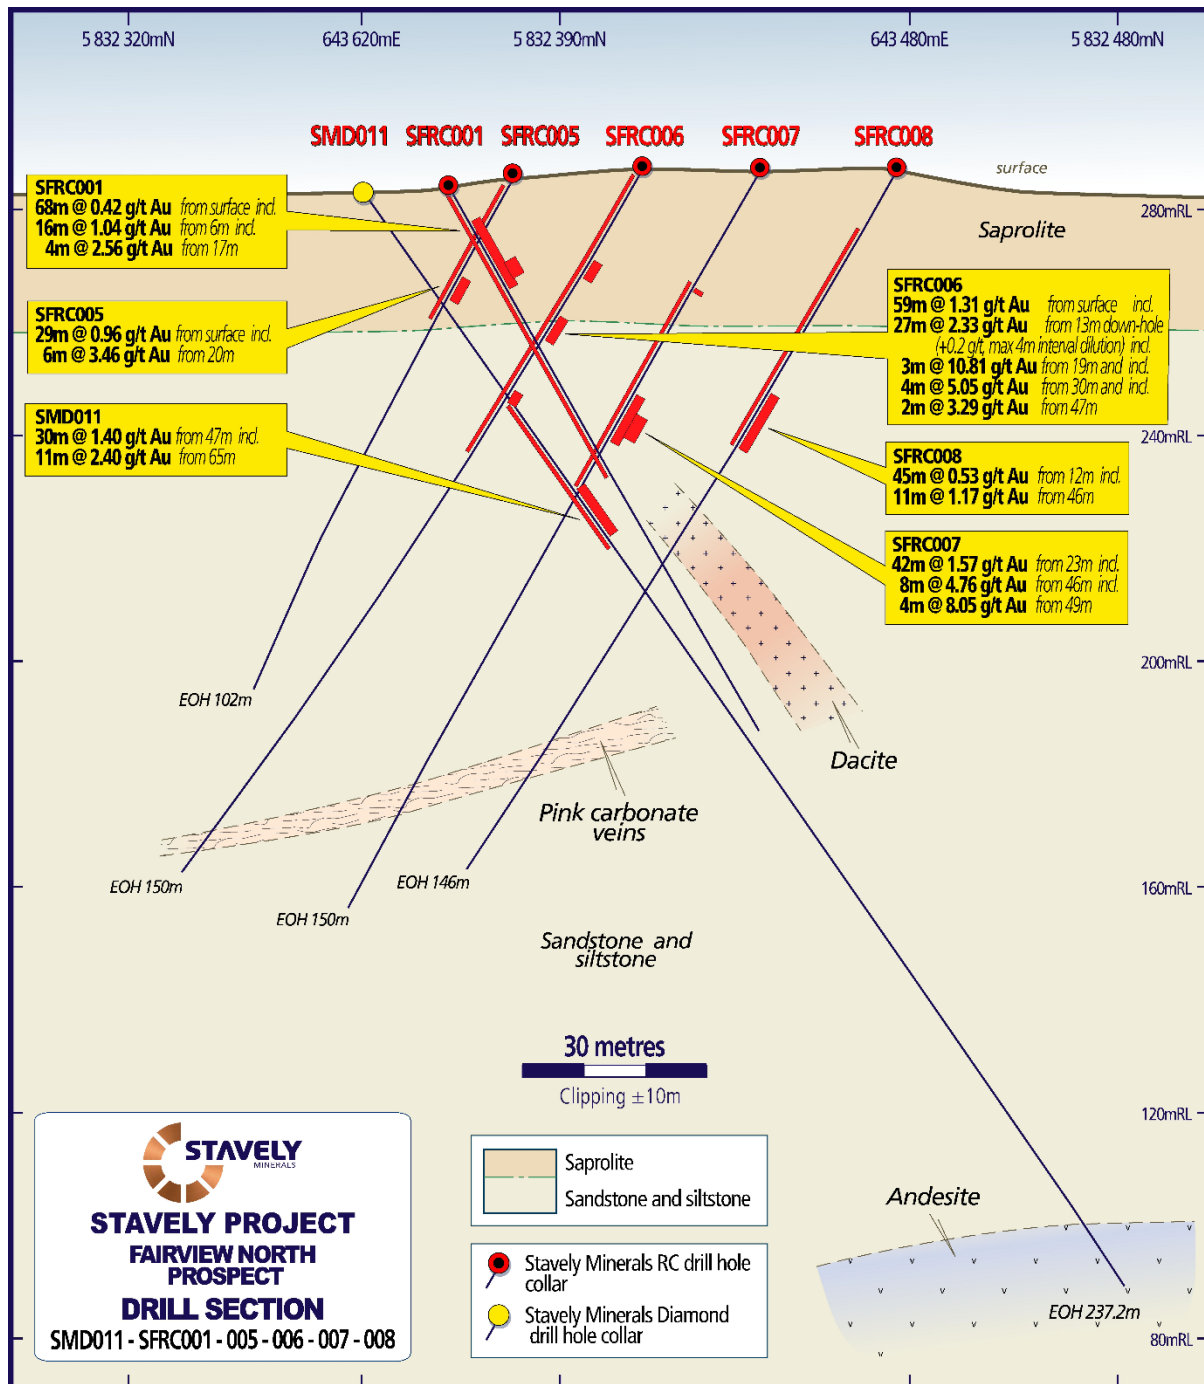 5 832 320mN
643 620mE
5 832 390mN
643 480mE
5 832 480mN
SMD011
SFRC001
SFRC005
SFRC006
SFRC007
SFRC008
surface
280mRL
Saprolite
SFRC001
68m @ 0.42 g/t Au from surface incl.
16m @ 1.04 g/t Au from 6m incl.
4m @ 2.56 g/t Au from 17m
SFRC005
29m @ 0.96 g/t Au from surface incl.
6m @ 3.46 g/t Au from 20m
SMD011
30m @ 1.40 g/t Au from 47m incl.
11m @ 2.40 g/t Au from 65m
SFRC006
59m @ 1.31 g/t Au from surface incl.
27m @ 2.33 g/t Au from 13m down-hole
(+0.2 g/t, max 4m interval dilution) incl.
3m @ 10.81 g/t Au from 19m and incl.
4m @ 5.05 g/t Au from 30m and incl.
2m @ 3.29 g/t Au from 47m
240mRL
SFRC008
45m @ 0.53 g/t Au from 12m incl.
11m @ 1.17 g/t Au from 46m
SFRC007
42m @ 1.57 g/t Au from 23m incl.
8m @ 4.76 g/t Au from 46m incl.
4m @ 8.05 g/t Au from 49m
200mRL
EOH 102m
Dacite
Pink carbonate
veins
EOH 150m
EOH 150m
EOH 146m
160mRL
Sandstone and
siltstone
30 metres
Clipping ±10m
120mRL
STAVELY
MINERALS
STAVELY PROJECT
FAIRVIEW NORTH
PROSPECT
DRILL SECTION
SMD011 - SFRC001 - 005 - 006 - 007 - 008
Saprolite
Sandstone and siltstone
Stavely Minerals RC drill hole
collar
Stavely Minerals Diamond
drill hole collar
Andesite
EOH 237.2m
80mRL